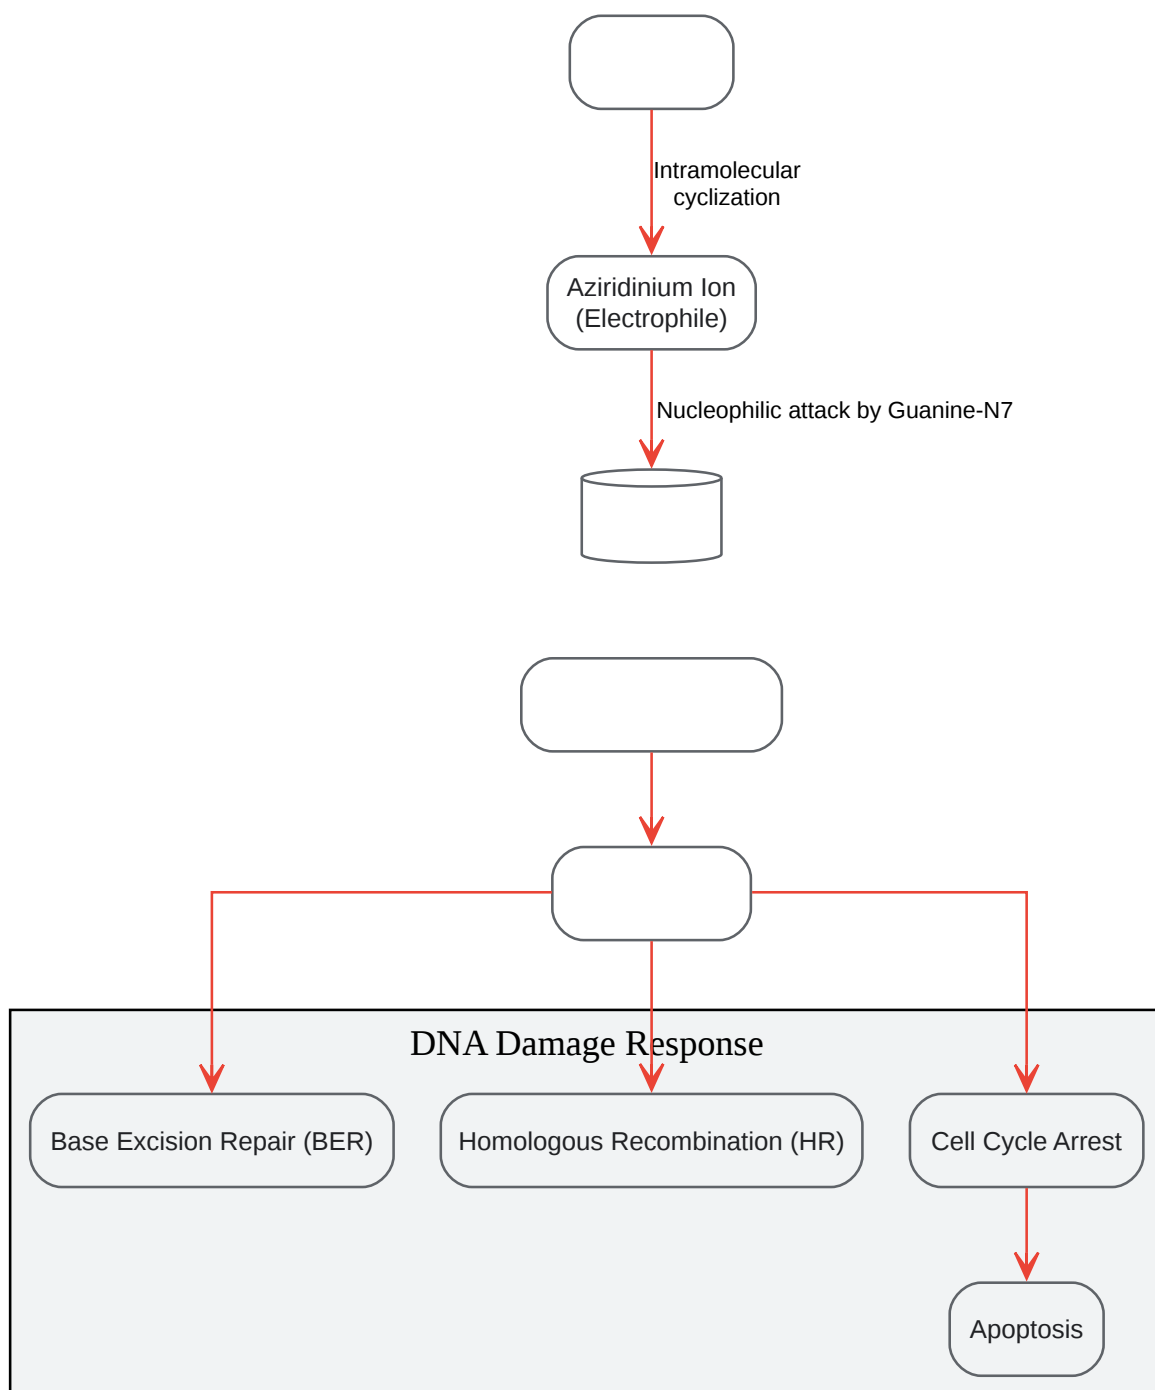 Intramolecular
cyclization
Aziridinium Ion
(Electrophile)
Nucleophilic attack by Guanine-N7
DNA Damage Response
Base Excision Repair (BER)
Homologous Recombination (HR)
Cell Cycle Arrest
Apoptosis